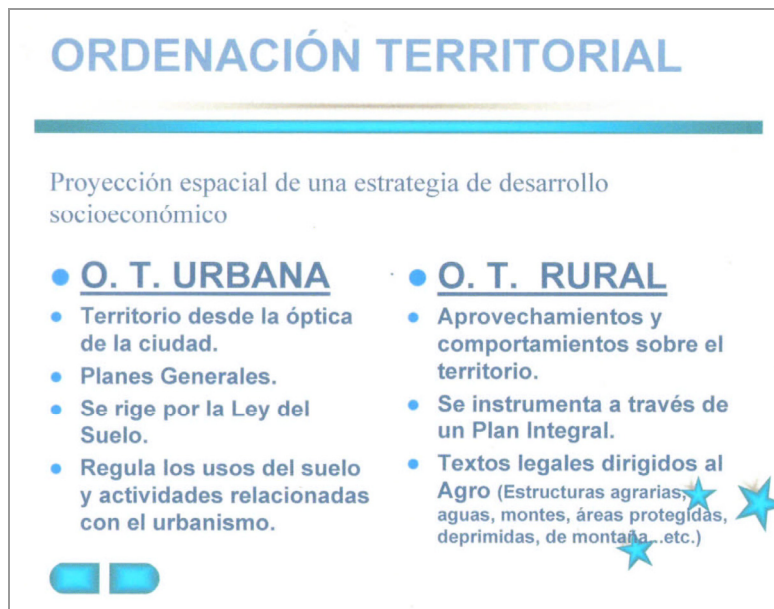 ORDENACIÓN TERRITORIAL
Proyección espacial de una estrategia de desarrollo
socioeconómico
O. T. URBANA
Territorio desde la óptica
de la ciudad.
Planes Generales.
Se rige por la Ley del
Suelo.
Regula los usos del suelo
y actividades relacionadas
con el urbanismo.
O. T. RURAL
Aprovechamientos y
comportamientos sobre el
territorio.
Se instrumenta a través de
un Plan Integral.
Textos legales dirigidos al
Agro (Estructuras agrarias,
aguas, montes, áreas protegidas,
deprimidas, de montaña...etc.)